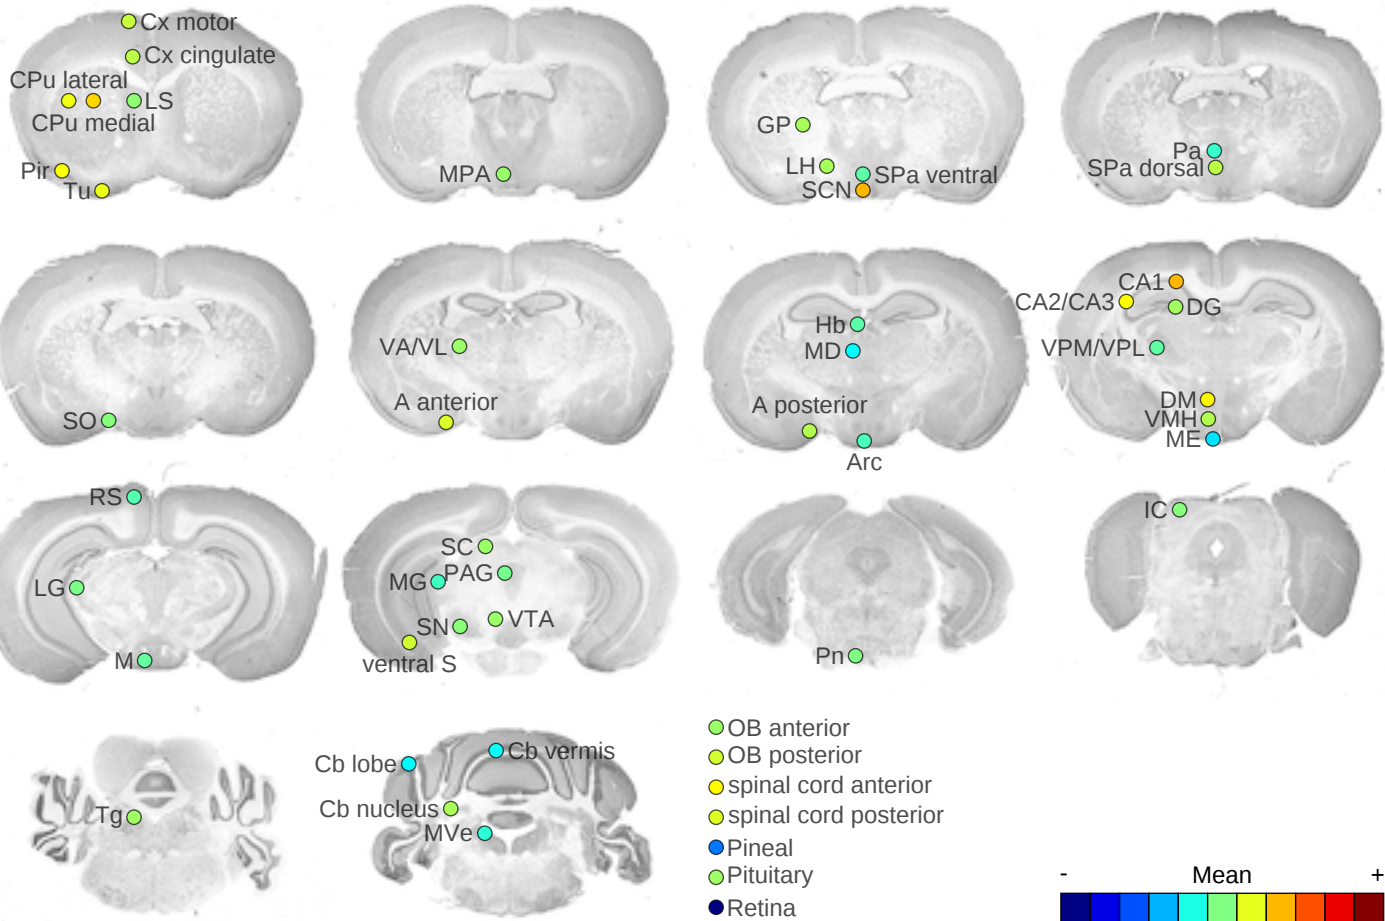 Cx motor
Cx cingulate
CPu lateral
LS
CPu medial
Pir
Tu
MPA
GP
LH
SPa ventral
SCN
Pa
SPa dorsal
SO
VA/VL
A anterior
Hb
MD
A posterior
Arc
CA1
CA2/CA3
DG
VPM/VPL
DM
VMH
ME
RS
LG
M
SC
MG
PAG
SN
VTA
ventral S
Pn
IC
Tg
Cb lobe
Cb vermis
Cb nucleus
MVe
OB anterior
OB posterior
spinal cord anterior
spinal cord posterior
Pineal
Pituitary
Retina
- Mean +